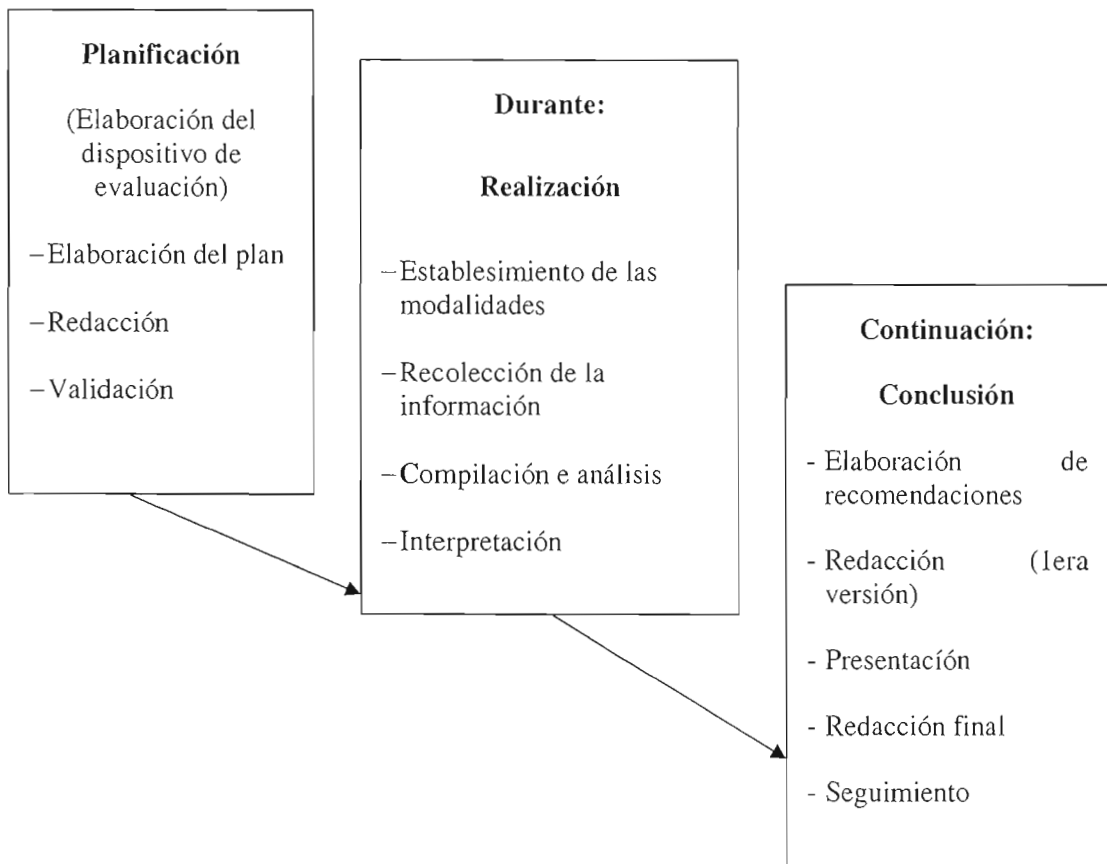 Planificación
(Elaboración del
dispositivo de
evaluación)
–Elaboración del plan
–Redacción
–Validación
Durante:
Realización
–Establesimiento de las
modalidades
–Recolección de la
información
–Compilación e análisis
–Interpretación
Continuación:
Conclusión
- Elaboración de
recomendaciones
- Redacción (1era
versión)
- Presentación
- Redacción final
- Seguimiento